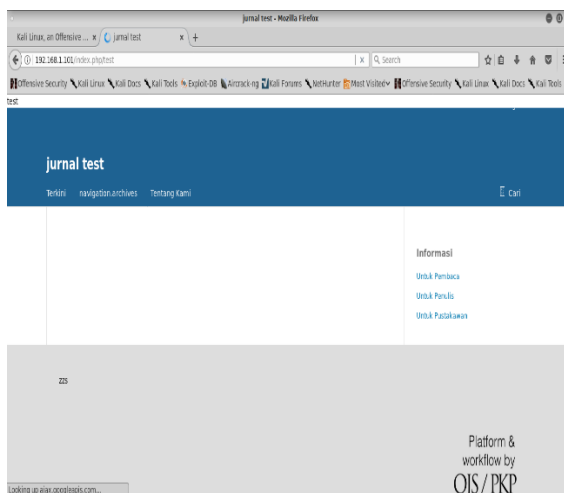 jurnal test - Mozilla Firefox
Kali Linux, an Offensive ... x jurnal test x +
192.168.1.101/index.php/test x Search
Offensive Security Kali Linux Kali Docs Kali Tools Exploit-DB Aircrack-ng Kali Forums NetHunter Most Visited Offensive Security Kali Linux Kali Docs Kali Tools
test
jurnal test
Terkini navigation.archives Tentang Kami Cari
Informasi
Untuk Pembaca
Untuk Penulis
Untuk Pustakawan
zzs
Platform &
workflow by
OJS / PKP
Looking up ajax.googleapis.com...